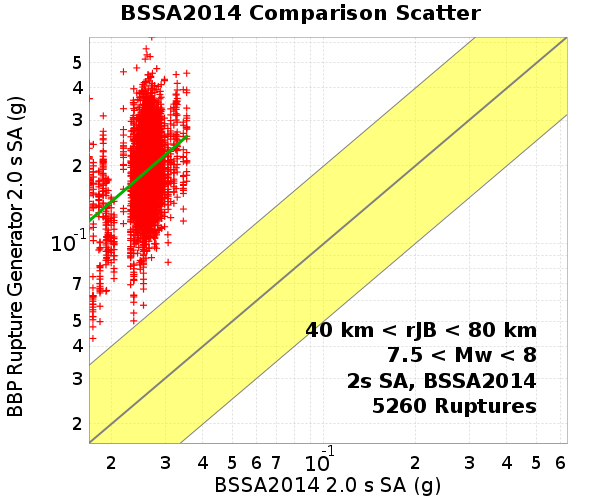 BSSA2014 Comparison Scatter
BBP Rupture Generator 2.0 s SA (g)
5
4
3
2
10-1
7
5
4
3
2
40 km < rJB < 80 km
7.5 < Mw < 8
2s SA, BSSA2014
5260 Ruptures
2 3 4 5 6 7 10-1 2 3 4 5 6
BSSA2014 2.0 s SA (g)